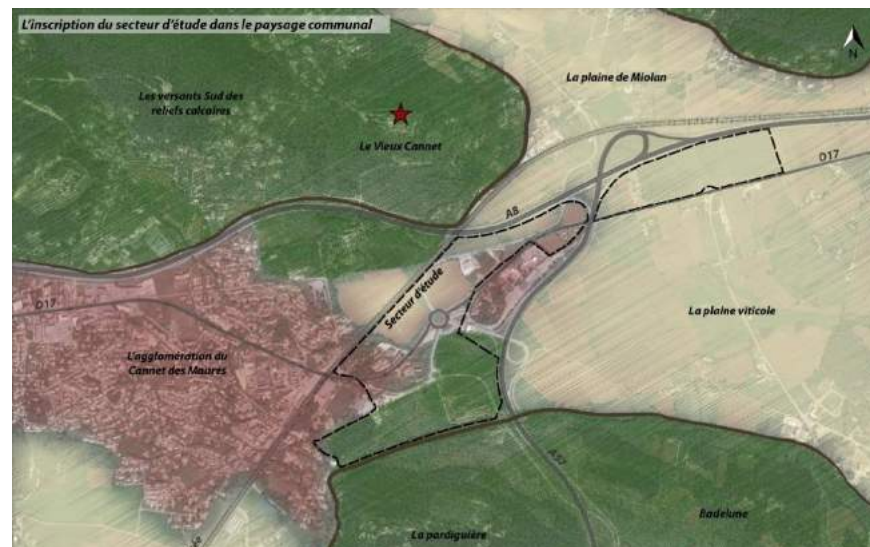 L'inscription du secteur d'étude dans le paysage communal
N
La plaine de Miolan
Les versants Sud des
reliefs calcaires
Le Vieux Cannet
D17
A8
Secteur d'étude
D17
La plaine viticole
L'agglomération du
Cannet des Maures
A57
Badelune
La pardiguière